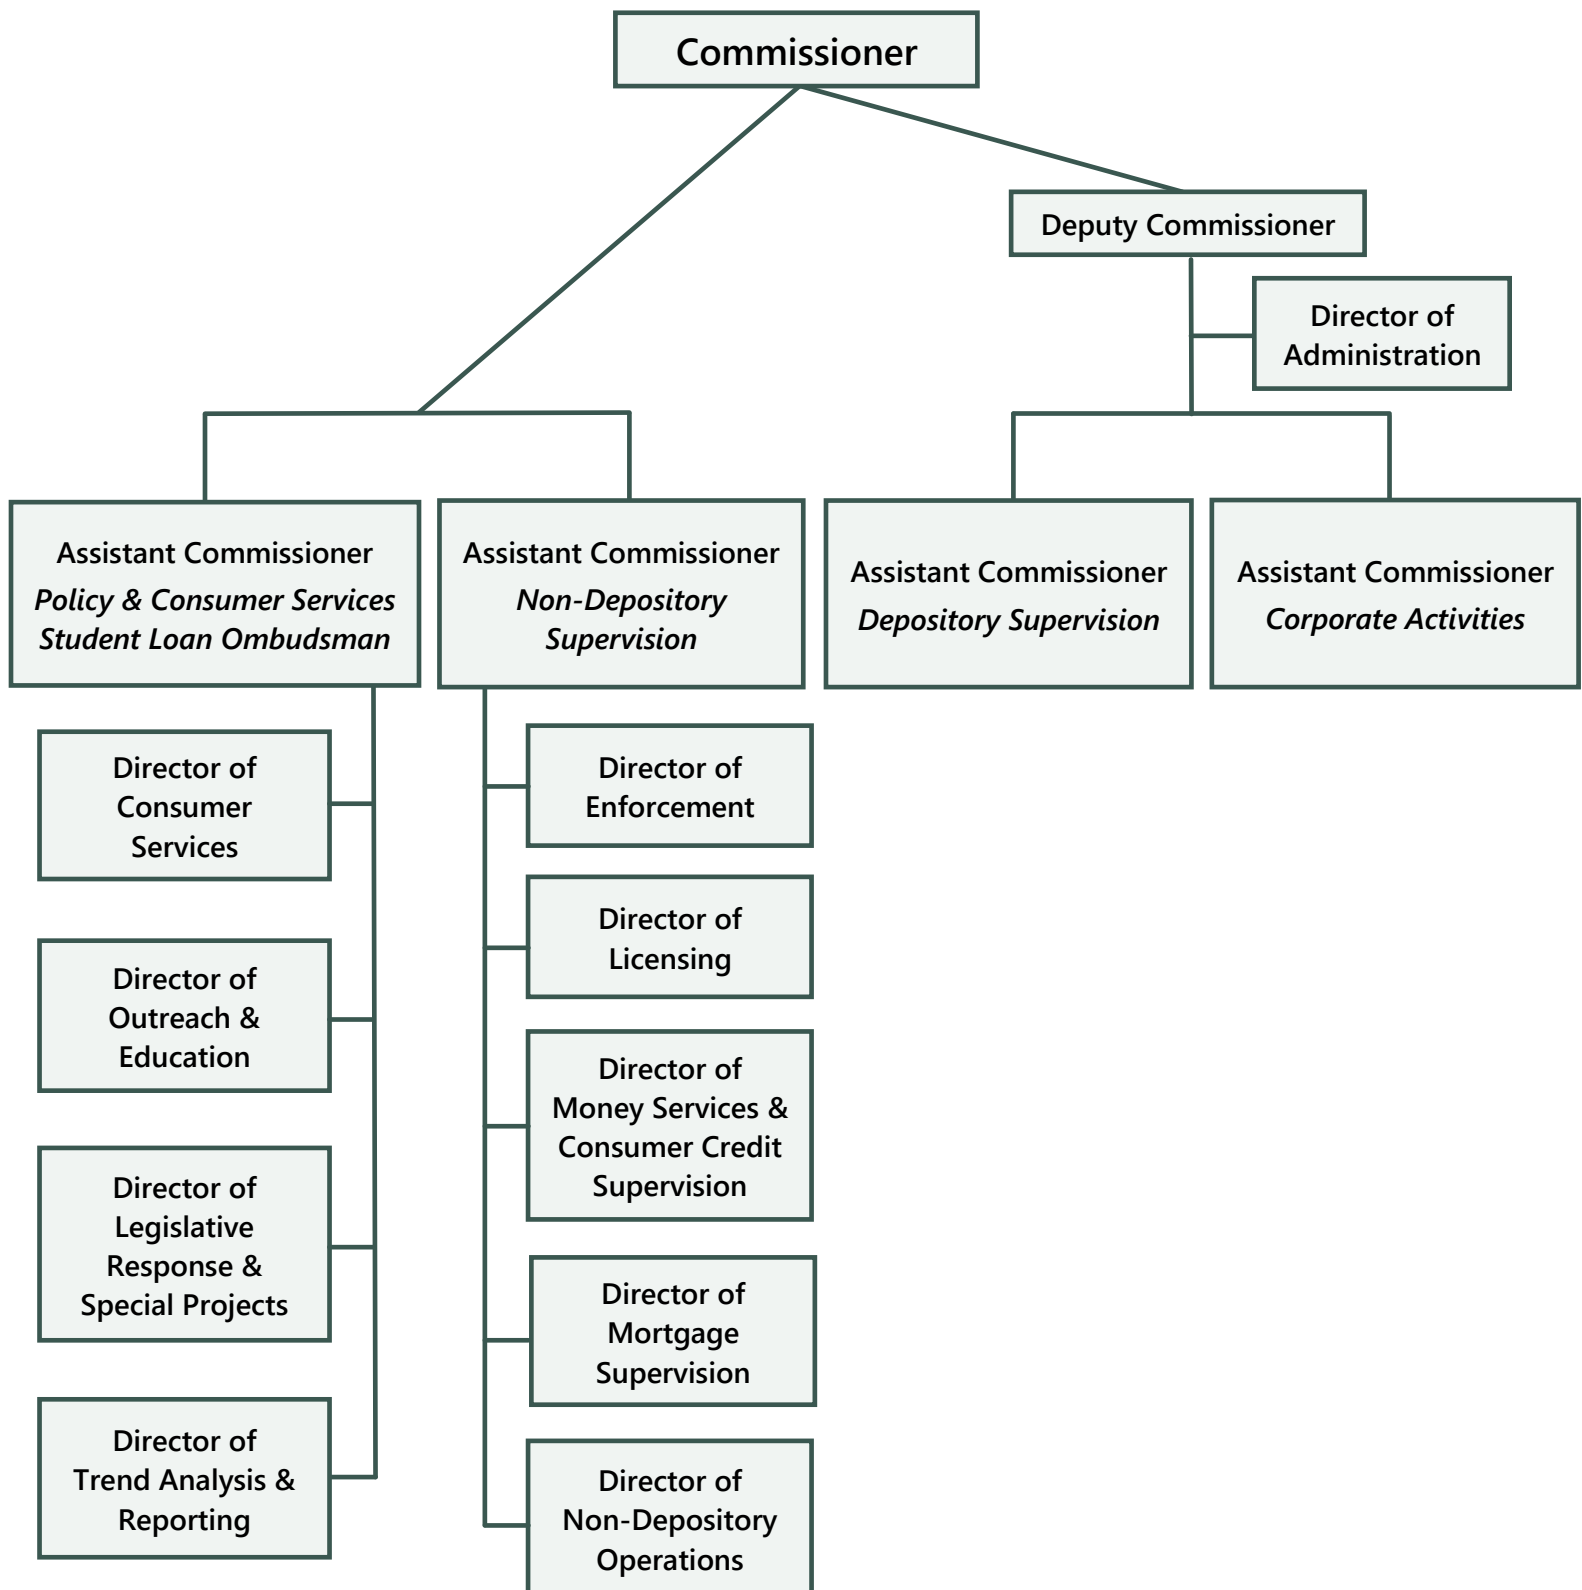 Commissioner
Deputy Commissioner
Director of
Administration
Assistant Commissioner
Policy & Consumer Services
Student Loan Ombudsman
Assistant Commissioner
Non-Depository
Supervision
Assistant Commissioner
Depository Supervision
Assistant Commissioner
Corporate Activities
Director of
Consumer
Services
Director of
Outreach &
Education
Director of
Legislative
Response &
Special Projects
Director of
Trend Analysis &
Reporting
Director of
Enforcement
Director of
Licensing
Director of
Money Services &
Consumer Credit
Supervision
Director of
Mortgage
Supervision
Director of
Non-Depository
Operations